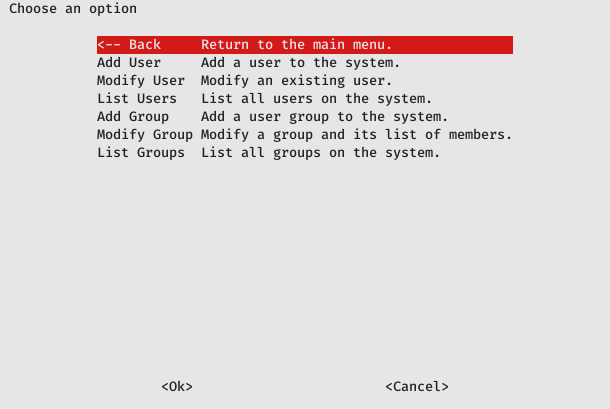 Choose an option
<-- Back     Return to the main menu.
Add User     Add a user to the system.
Modify User  Modify an existing user.
List Users   List all users on the system.
Add Group    Add a user group to the system.
Modify Group Modify a group and its list of members.
List Groups  List all groups on the system.
<Ok>                        <Cancel>